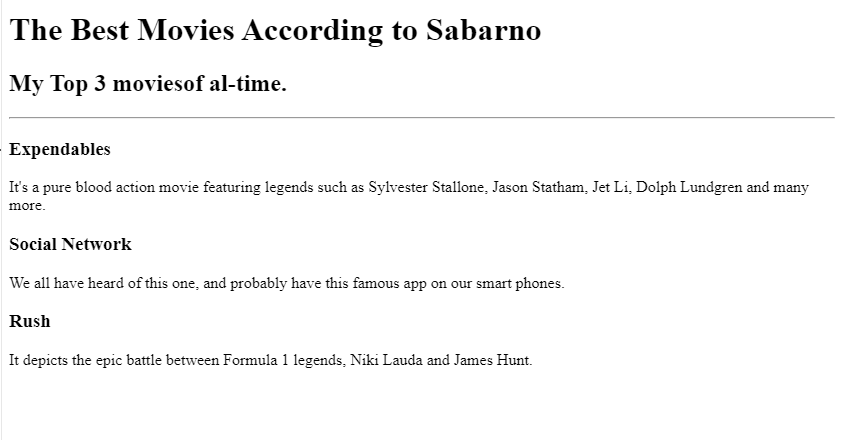 The Best Movies According to Sabarno
My Top 3 moviesof al-time.
Expendables
It's a pure blood action movie featuring legends such as Sylvester Stallone, Jason Statham, Jet Li, Dolph Lundgren and many
more.
Social Network
We all have heard of this one, and probably have this famous app on our smart phones.
Rush
It depicts the epic battle between Formula 1 legends, Niki Lauda and James Hunt.